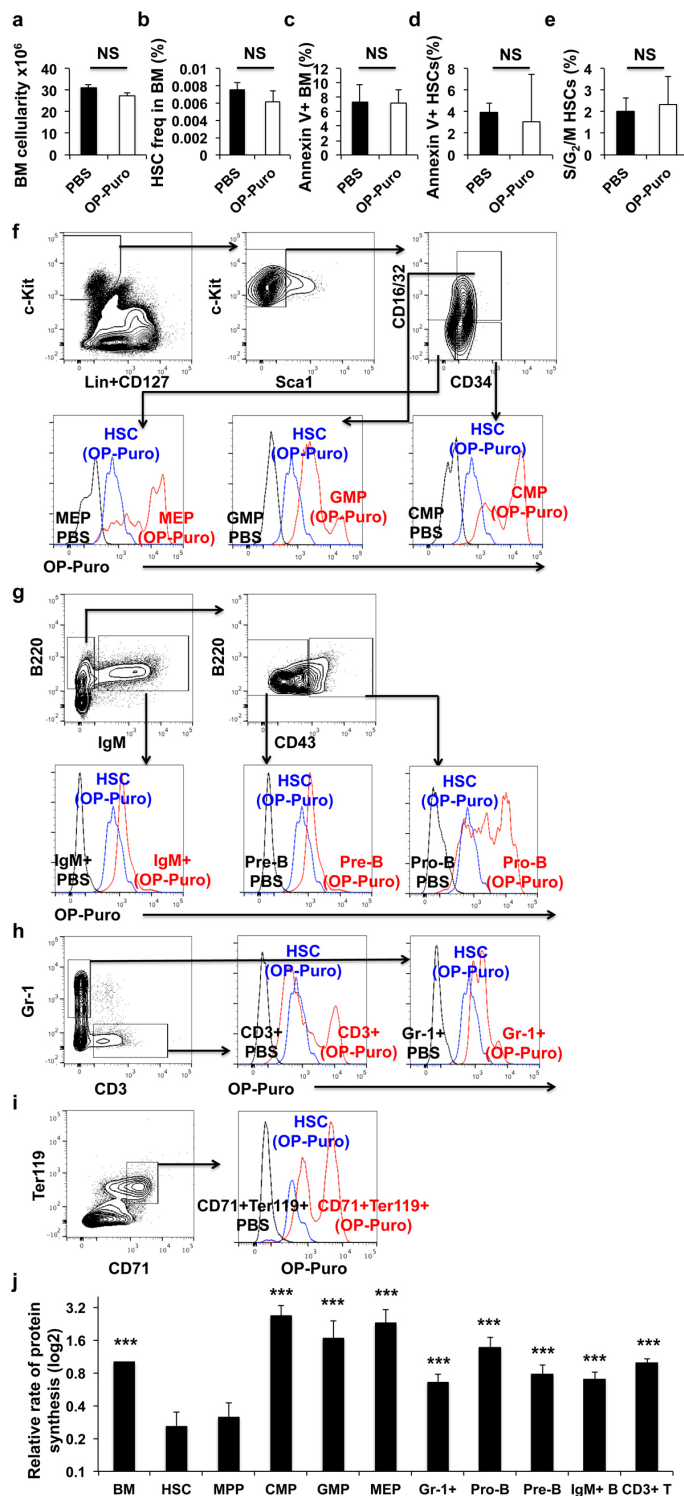 a
BM cellularity x10⁶
40
30
20
10
0
NS
PBS
OP-Puro
b
HSC freq in BM (%)
0.01
0.008
0.006
0.004
0.002
0
NS
PBS
OP-Puro
c
Annexin V+ BM (%)
12
10
8
6
4
2
0
NS
PBS
OP-Puro
d
Annexin V+ HSCs(%)
8
6
4
2
0
NS
PBS
OP-Puro
e
S/G₂/M HSCs (%)
4
3
2
1
0
NS
PBS
OP-Puro
f
c-Kit
Lin+CD127
c-Kit
Sca1
CD16/32
CD34
HSC
(OP-Puro)
MEP
PBS
MEP
(OP-Puro)
HSC
(OP-Puro)
GMP
PBS
GMP
(OP-Puro)
HSC
(OP-Puro)
CMP
PBS
CMP
(OP-Puro)
OP-Puro
g
B220
IgM
B220
CD43
HSC
(OP-Puro)
IgM+
PBS
IgM+
(OP-Puro)
HSC
(OP-Puro)
Pre-B
PBS
Pre-B
(OP-Puro)
HSC
(OP-Puro)
Pro-B
PBS
Pro-B
(OP-Puro)
OP-Puro
h
Gr-1
CD3
HSC
(OP-Puro)
CD3+
PBS
CD3+
(OP-Puro)
HSC
(OP-Puro)
Gr-1+
PBS
Gr-1+
(OP-Puro)
OP-Puro
i
Ter119
CD71
HSC
(OP-Puro)
CD71+Ter119+
PBS
CD71+Ter119+
(OP-Puro)
OP-Puro
j
Relative rate of protein
synthesis (log2)
3.2
1.6
0.8
0.4
0.2
0.1
***
***
***
***
***
***
***
***
***
BM
HSC
MPP
CMP
GMP
MEP
Gr-1+
Pro-B
Pre-B
IgM+ B
CD3+ T